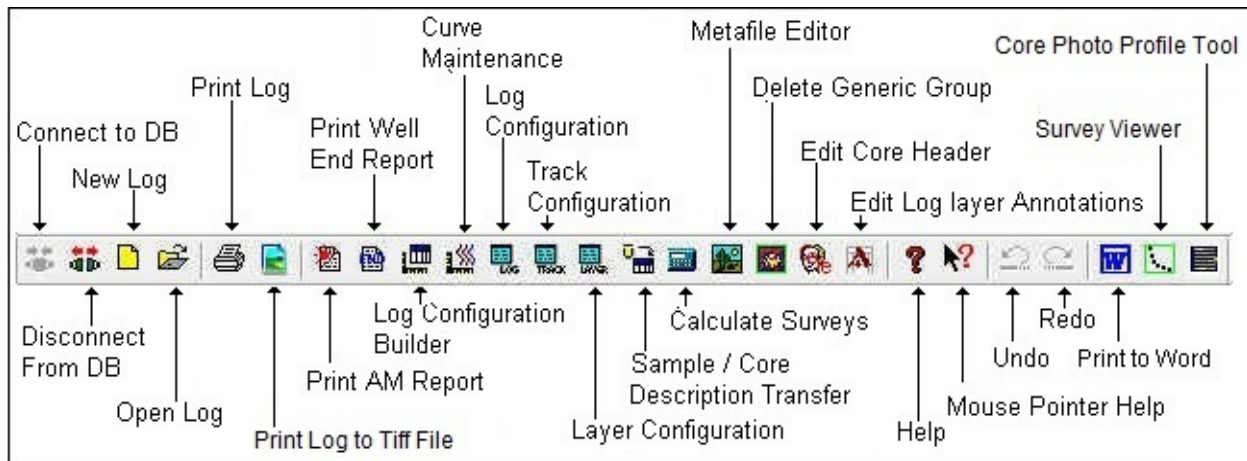 Curve
Maintenance
Metafile Editor
Core Photo Profile Tool
Print Log
Log
Configuration
Delete Generic Group
Connect to DB
Print Well
End Report
Survey Viewer
New Log
Track
Configuration
Edit Core Header
Edit Log layer Annotations
LOG
TRACK
LAYER
W
Disconnect
From DB
Log Configuration
Builder
Calculate Surveys
Redo
Undo
Print to Word
Print AM Report
Sample / Core
Description Transfer
Open Log
Mouse Pointer Help
Print Log to Tiff File
Layer Configuration
Help